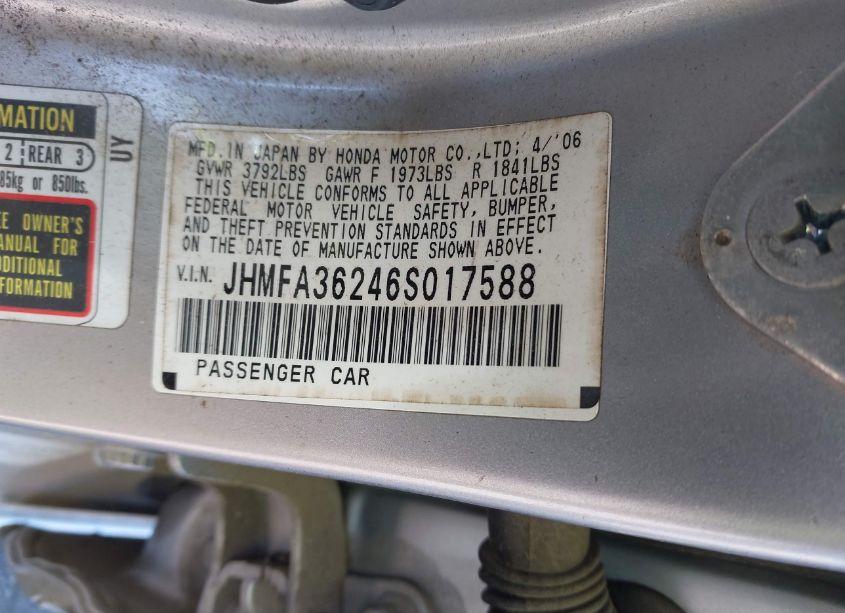 MATION
2 REAR 3
85kg or 850lbs.
EE OWNER'S
ANUAL FOR
DDITIONAL
FORMATION
UY
MFD. IN JAPAN BY HONDA MOTOR CO., LTD; 4/'06
GVWR 3792LBS GAWR F 1973LBS R 1841LBS
THIS VEHICLE CONFORMS TO ALL APPLICABLE
FEDERAL MOTOR VEHICLE SAFETY, BUMPER,
AND THEFT PREVENTION STANDARDS IN EFFECT
ON THE DATE OF MANUFACTURE SHOWN ABOVE.
V.I.N. JHMFA36246S017588
PASSENGER CAR